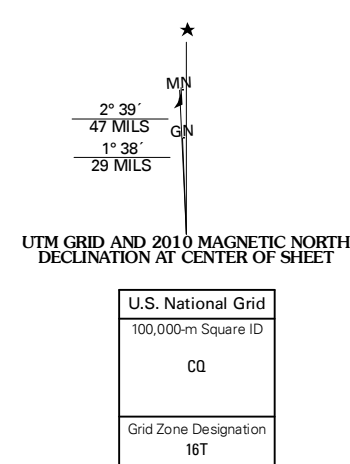 ★
MN
2° 39´
47 MILS
GN
1° 38´
29 MILS
UTM GRID AND 2010 MAGNETIC NORTH
DECLINATION AT CENTER OF SHEET
U.S. National Grid
100,000-m Square ID
CQ
Grid Zone Designation
16T